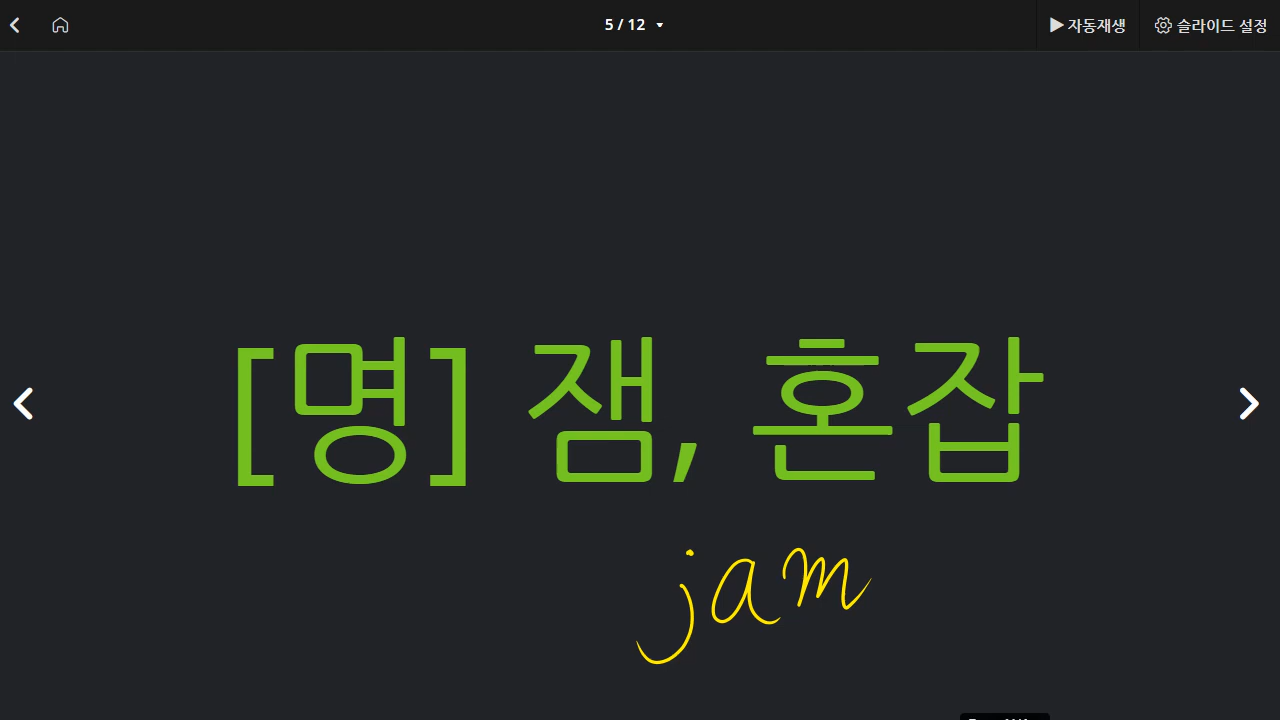 5 / 12
자동재생
슬라이드 설정
[명] 잼, 혼잡
jam